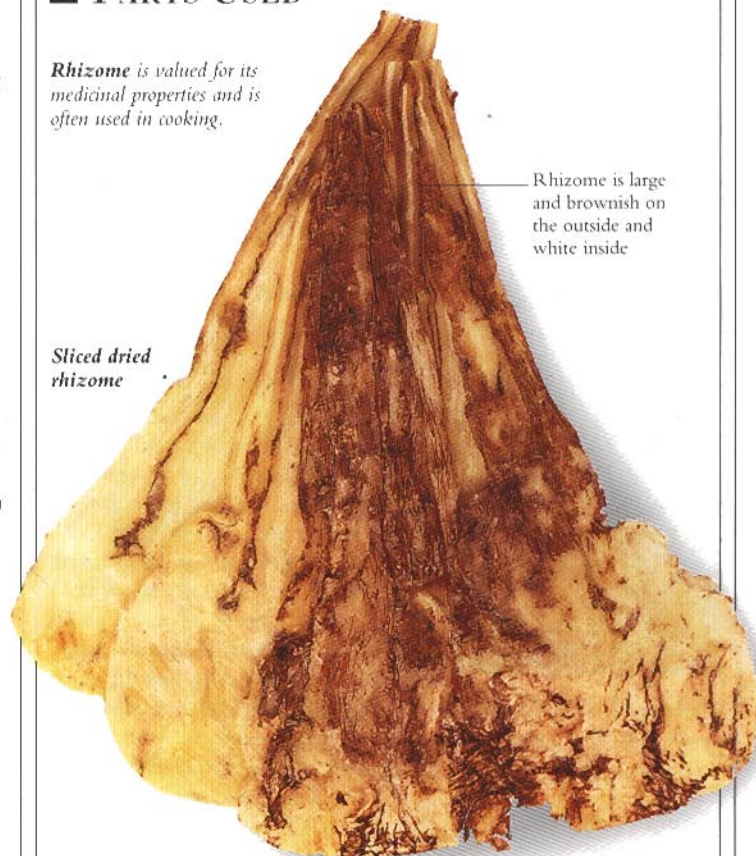 Rhizome is valued for its
medicinal properties and is
often used in cooking.
Rhizome is large
and brownish on
the outside and
white inside
Sliced dried
rhizome